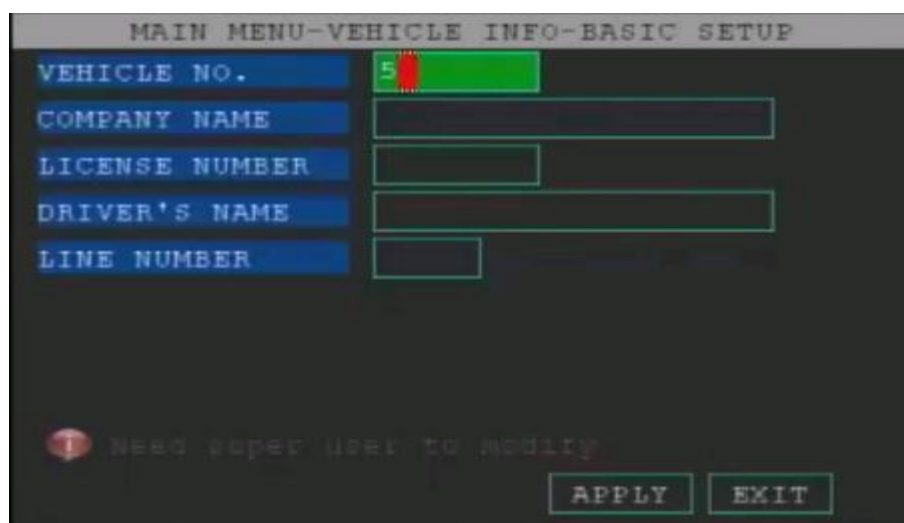 MAIN MENU-VEHICLE INFO-BASIC SETUP
VEHICLE NO. 5
COMPANY NAME
LICENSE NUMBER
DRIVER'S NAME
LINE NUMBER
Need super user to modify
APPLY EXIT